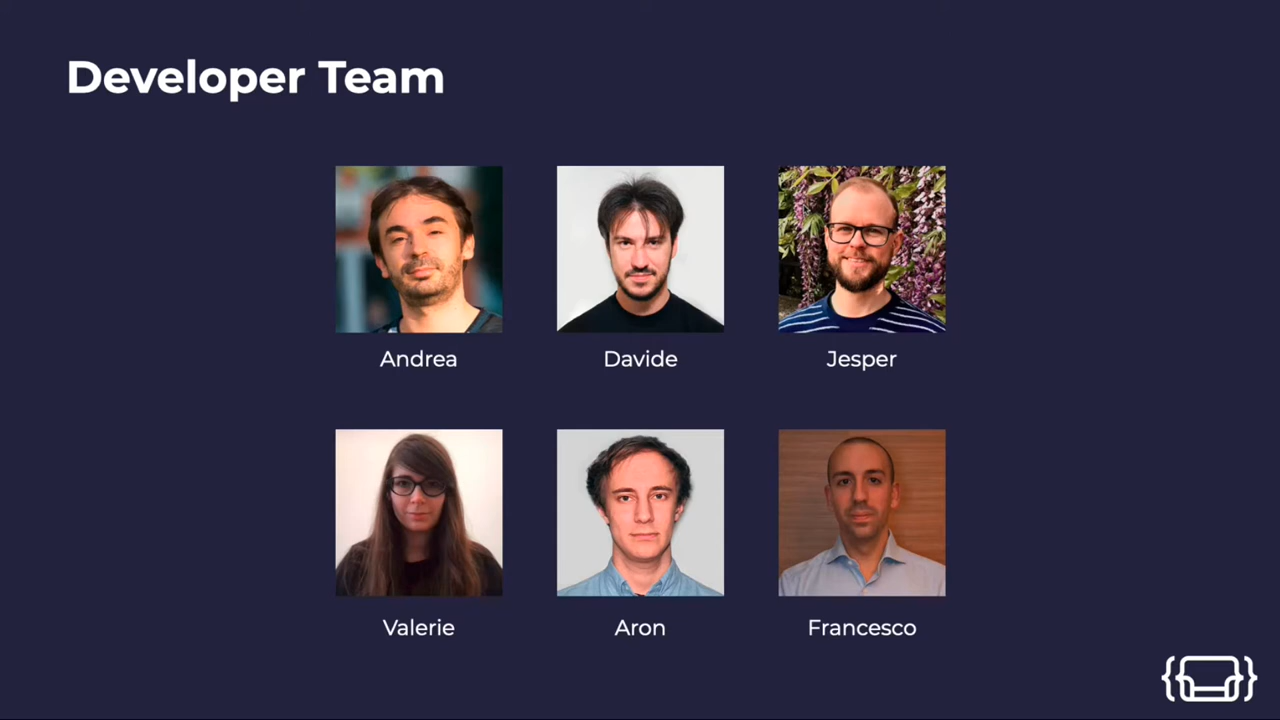 Developer Team
Andrea
Davide
Jesper
Valerie
Aron
Francesco